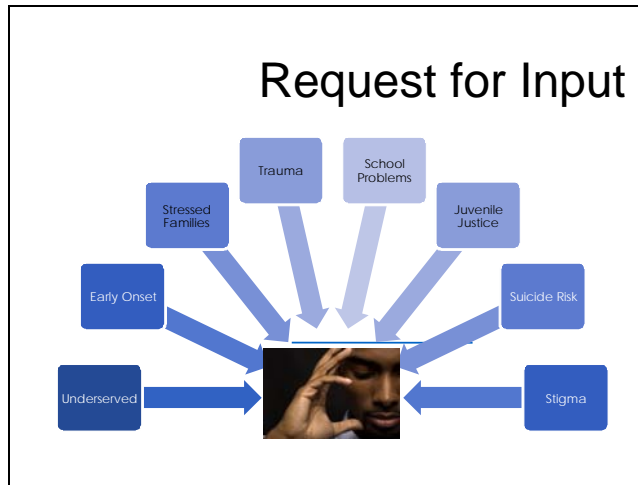 Request for Input
Trauma
School
Problems
Stressed
Families
Juvenile
Justice
Early Onset
Suicide Risk
Underserved
Stigma